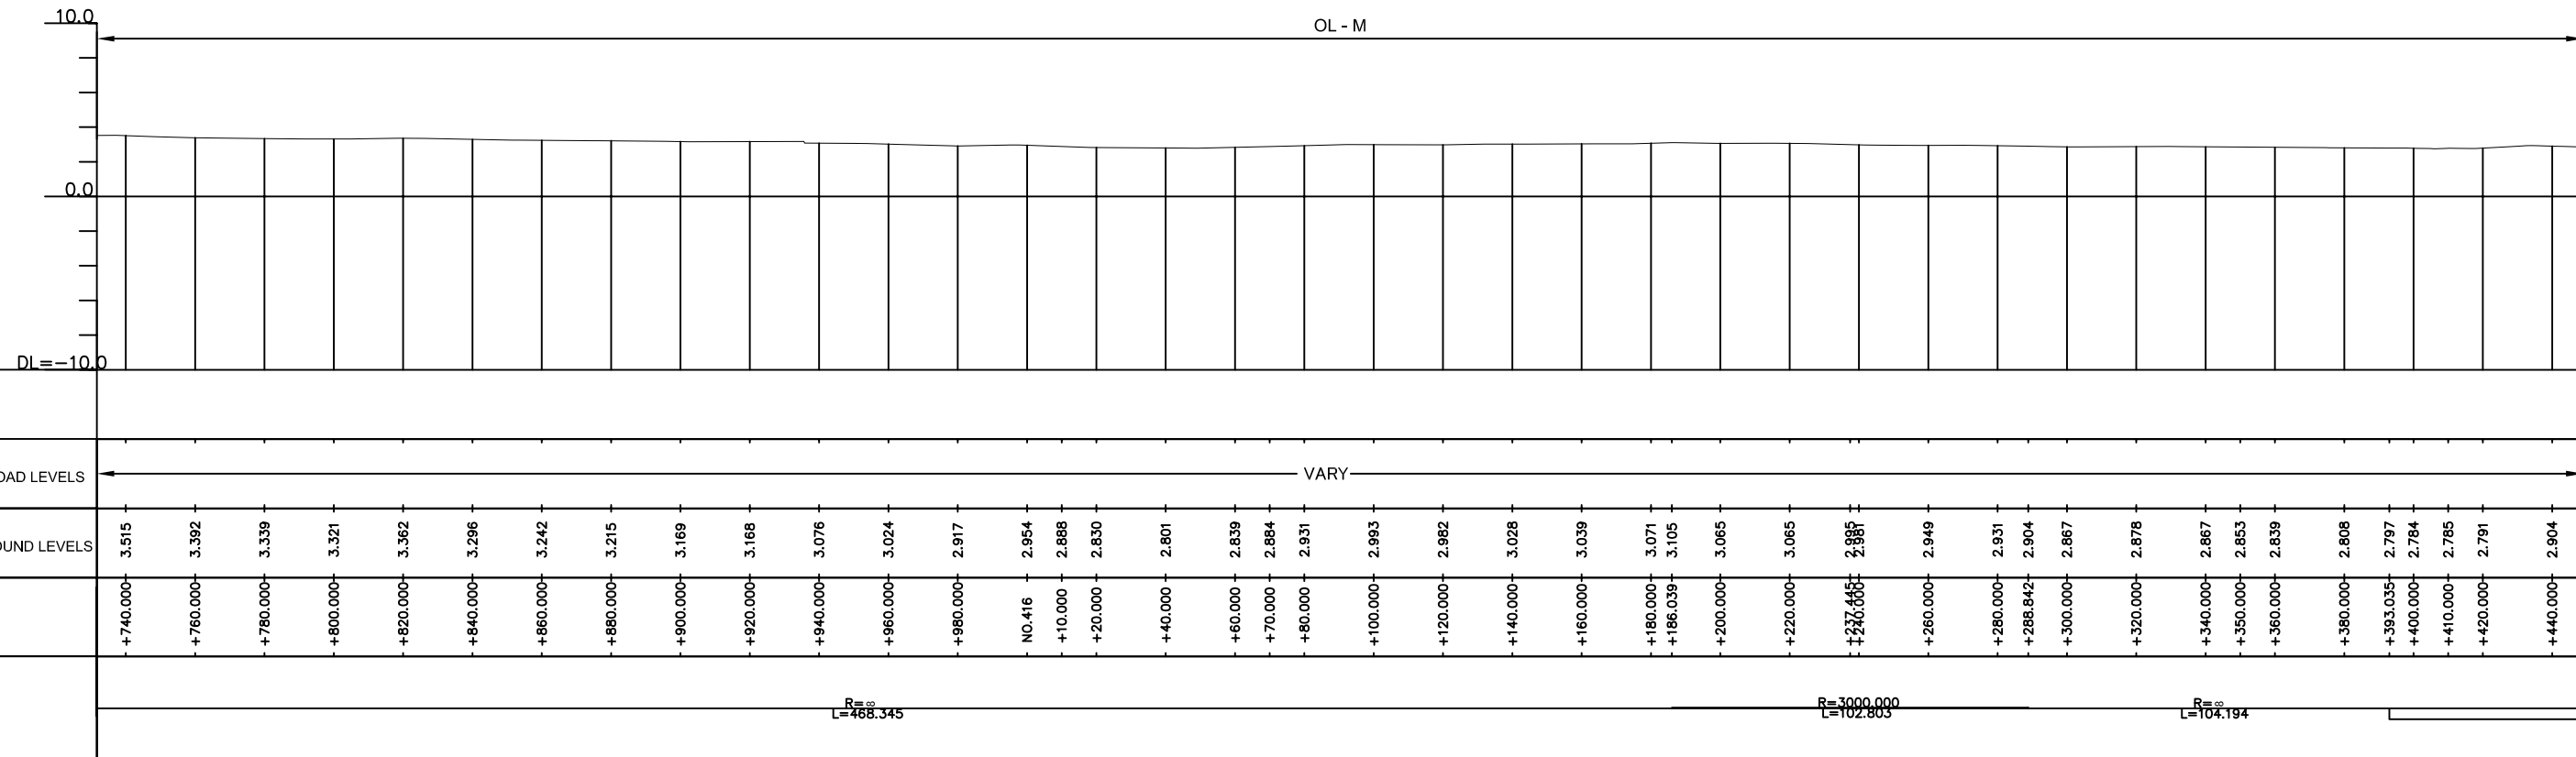 10.0
OL - M
0.0
DL=-10.0
OAD LEVELS
VARY
OUND LEVELS
3.515 3.392 3.339 3.321 3.362 3.296 3.242 3.215 3.169 3.168 3.076 3.024 2.917 2.954 2.888 2.830 2.801 2.839 2.884 2.931 2.993 2.982 3.028 3.039 3.071 3.105 3.065 3.065 2.995 2.981 2.949 2.931 2.904 2.867 2.878 2.867 2.853 2.839 2.808 2.797 2.784 2.785 2.791 2.904
+740.000 +760.000 +780.000 +800.000 +820.000 +840.000 +860.000 +880.000 +900.000 +920.000 +940.000 +960.000 +980.000 NO.416 +10.000 +20.000 +40.000 +60.000 +70.000 +80.000 +100.000 +120.000 +140.000 +160.000 +180.000 +186.039 +200.000 +220.000 +237.445 +240.000 +260.000 +280.000 +288.842 +300.000 +320.000 +340.000 +350.000 +360.000 +380.000 +393.035 +400.000 +410.000 +420.000 +440.000
R=∞
L=468.345
R=3000.000
L=102.803
R=∞
L=104.194